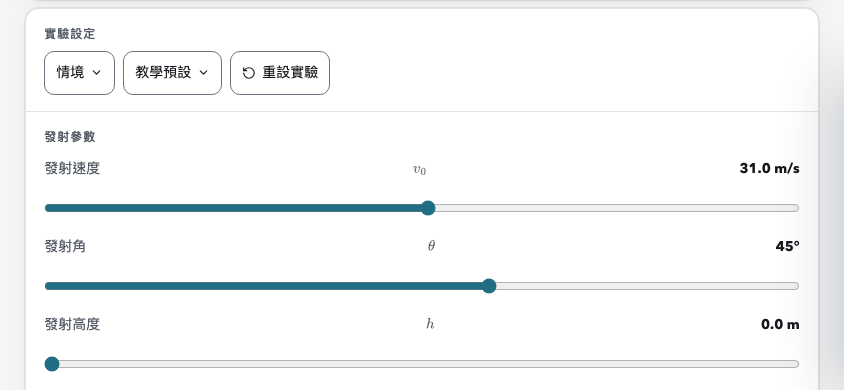 實驗設定
情境 教學預設 重設實驗
發射參數
發射速度 v₀ 31.0 m/s
發射角 θ 45°
發射高度 h 0.0 m